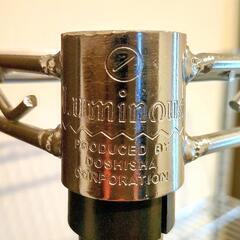 Luminous
PRODUCED BY
DOSHISHA
CORPORATION